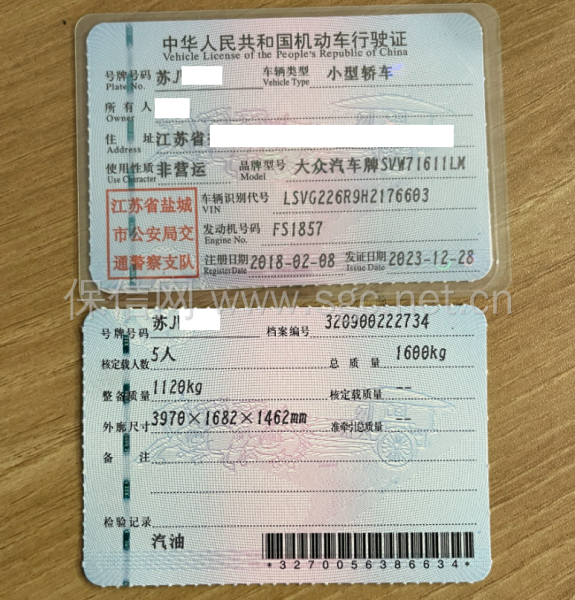 中华人民共和国机动车行驶证
Vehicle License of the People's Republic of China
号牌号码 苏J 车辆类型 小型轿车
Plate No. Vehicle Type
所有人
Owner
住址 江苏省
Address
使用性质 非营运 品牌型号 大众汽车牌SVW71611LM
Use Character Model
江苏省盐城
市公安局交
通警察支队
车辆识别代号 LSVG226R9H2176603
VIN
发动机号码 FS1857
Engine No.
注册日期 2018-02-08 发证日期 2023-12-28
Register Date Issue Date
保信网 www.sgc.net.cn
号牌号码 苏J 档案编号 320900222734
核定载人数 5人 总质量 1600kg
整备质量 1120kg 核定载质量 --
外廓尺寸 3970×1682×1462mm 准牵引总质量 --
备注
检验记录
汽油
*3270056386634*